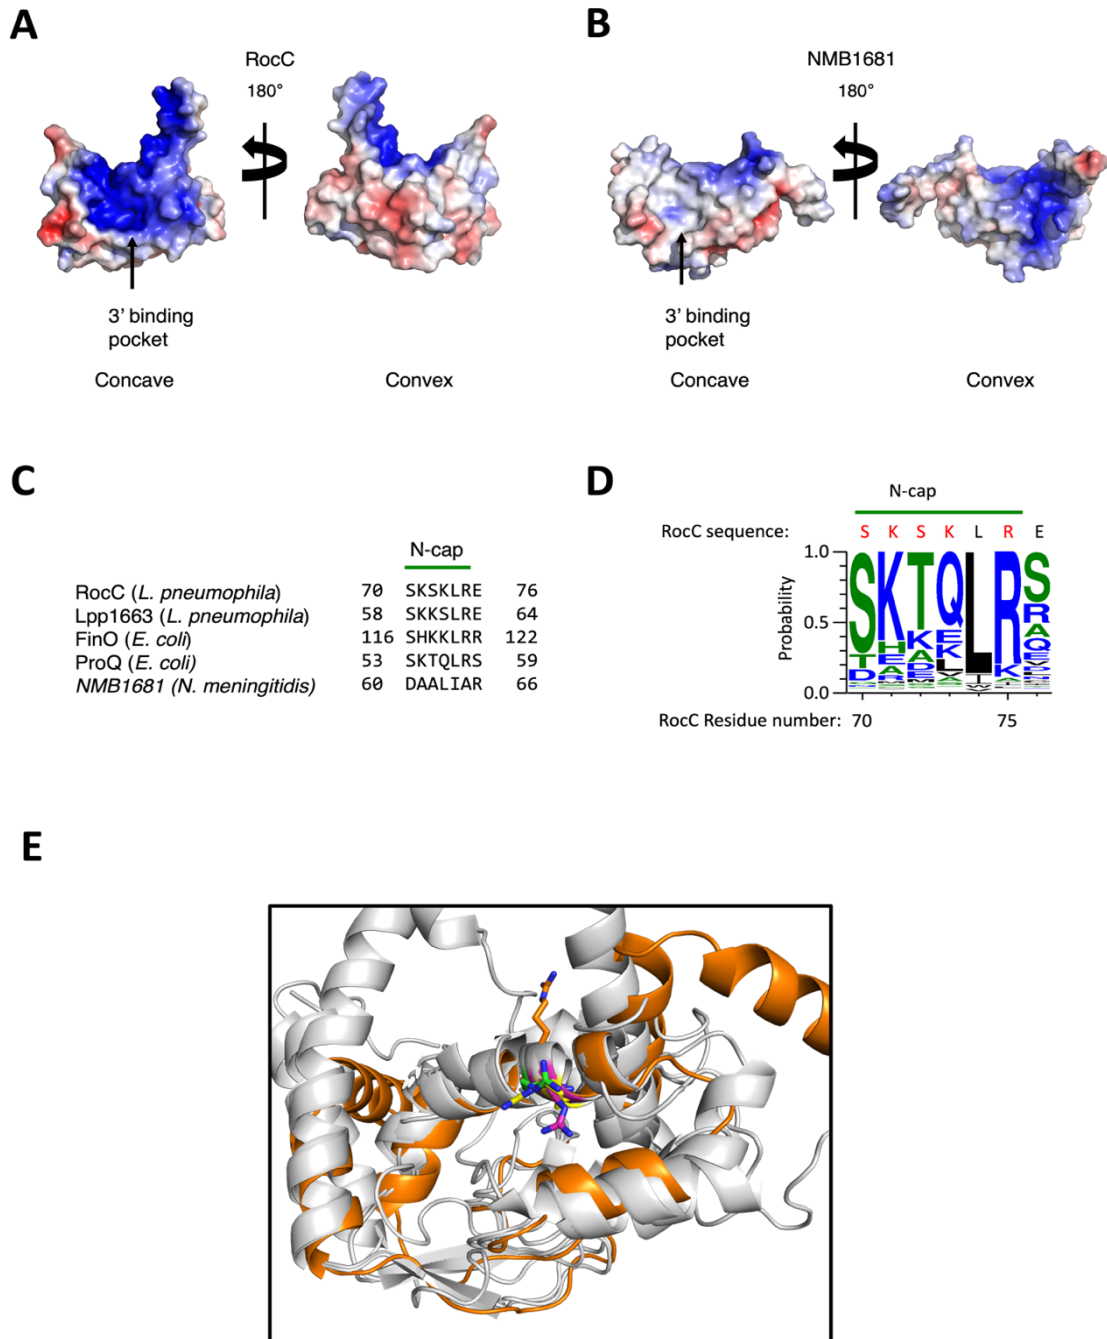 A
RocC
180°
3' binding
pocket
Concave
Convex
B
NMB1681
180°
3' binding
pocket
Concave
Convex
C
N-cap
RocC (L. pneumophila) 70 SKSKLRE 76
Lpp1663 (L. pneumophila) 58 SKKSLRE 64
FinO (E. coli) 116 SHKKLRR 122
ProQ (E. coli) 53 SKTQLRS 59
NMB1681 (N. meningitidis) 60 DAALIAR 66
D
N-cap
RocC sequence: S K S K L R E
Probability
1.0
0.5
0.0
S K T Q L R S
T H K E K R
D E A K A A
R D L Q
E
RocC Residue number: 70 75
E